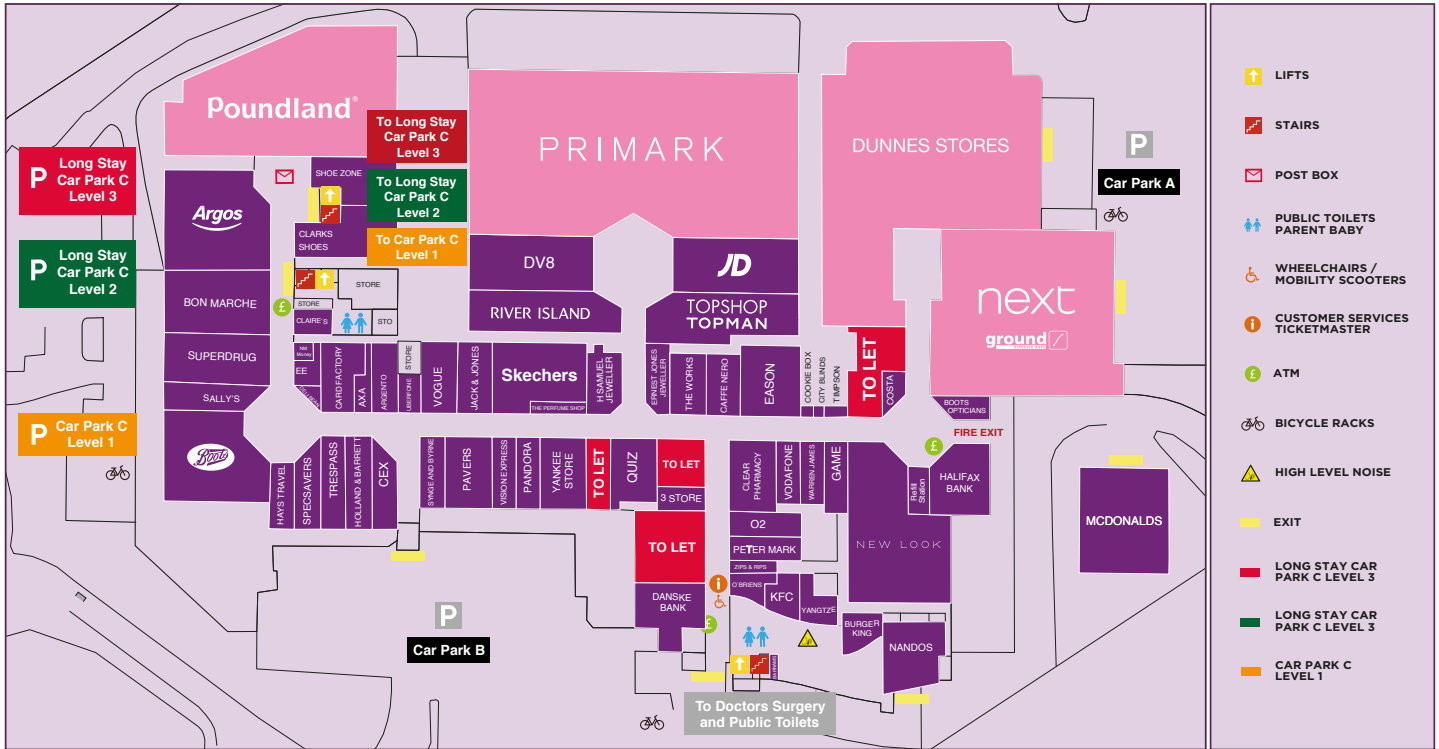 Poundland®
PRIMARK
DUNNES STORES
To Long Stay
Car Park C
Level 3
To Long Stay
Car Park C
Level 2
To Car Park C
Level 1
P
Long Stay
Car Park C
Level 3
P
Long Stay
Car Park C
Level 2
P
Car Park C
Level 1
P
Car Park A
SHOE ZONE
Argos
CLARKS
SHOES
STORE
STORE
CLAIRE'S
STO
BON MARCHE
£
DV8
JD
RIVER ISLAND
TOPSHOP
TOPMAN
next
ground
SUPERDRUG
SALLY'S
Boots
EE
CARD FACTORY
AXA
ARGENTO
STORE
VOGUE
JACK & JONES
Skechers
THE PERFUME SHOP
H SAMUEL
JEWELLER
ERNEST JONES
JEWELLER
THE WORKS
CAFFE NERO
EASON
COOKIE BOX
CITY BLINDS
TIMPSON
TO LET
COSTA
BOOTS
OPTICIANS
FIRE EXIT
£
HAYS TRAVEL
SPECSAVERS
TRESPASS
HOLLAND & BARRETT
CEX
SYNGE AND BYRNE
PAVERS
VISION EXPRESS
PANDORA
YANKEE
STORE
TO LET
QUIZ
TO LET
3 STORE
CLEAR
PHARMACY
VODAFONE
WARREN JAMES
GAME
Refill
Station
HALIFAX
BANK
TO LET
O2
PETER MARK
ZIPS & RIPS
O'BRIENS
KFC
YANGTZE
NEW LOOK
MCDONALDS
DANSKE
BANK
i
£
BURGER
KING
NANDOS
P
Car Park B
To Doctors Surgery
and Public Toilets
LIFTS
STAIRS
POST BOX
PUBLIC TOILETS
PARENT BABY
WHEELCHAIRS /
MOBILITY SCOOTERS
i
CUSTOMER SERVICES
TICKETMASTER
£
ATM
BICYCLE RACKS
HIGH LEVEL NOISE
EXIT
LONG STAY CAR
PARK C LEVEL 3
LONG STAY CAR
PARK C LEVEL 3
CAR PARK C
LEVEL 1